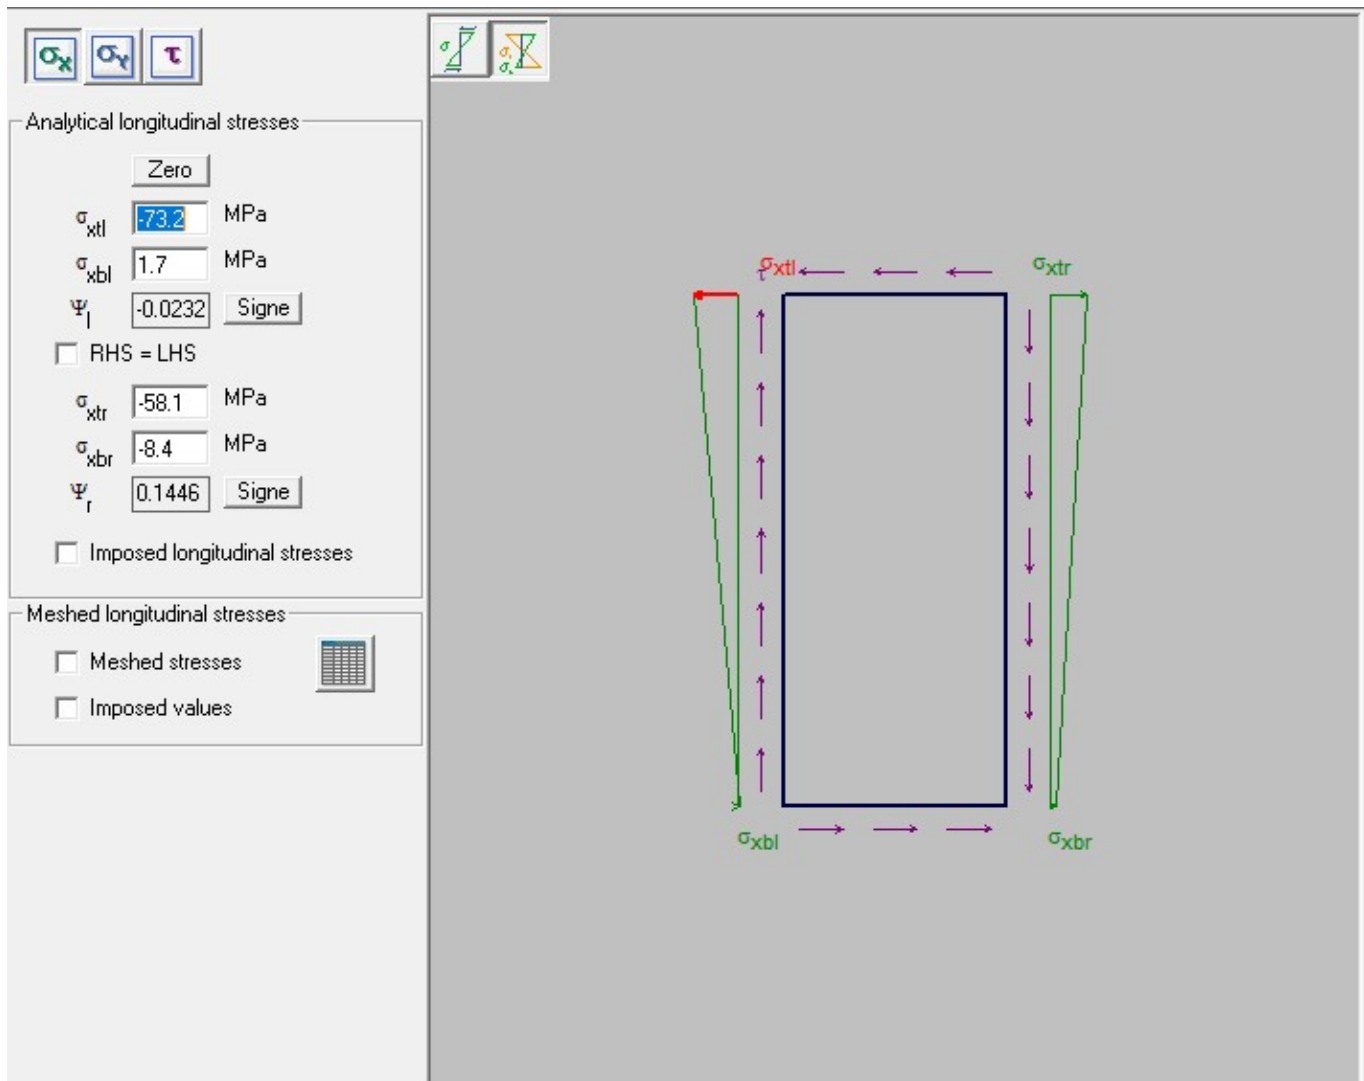 σx σY τ
σ σ σ
Analytical longitudinal stresses
Zero
σxtl -73.2 MPa
σxbl 1.7 MPa
Ψl -0.0232 Signe
RHS = LHS
σxtr -58.1 MPa
σxbr -8.4 MPa
Ψr 0.1446 Signe
Imposed longitudinal stresses
Meshed longitudinal stresses
Meshed stresses
Imposed values
τ σxtl σxtr
σxbl σxbr